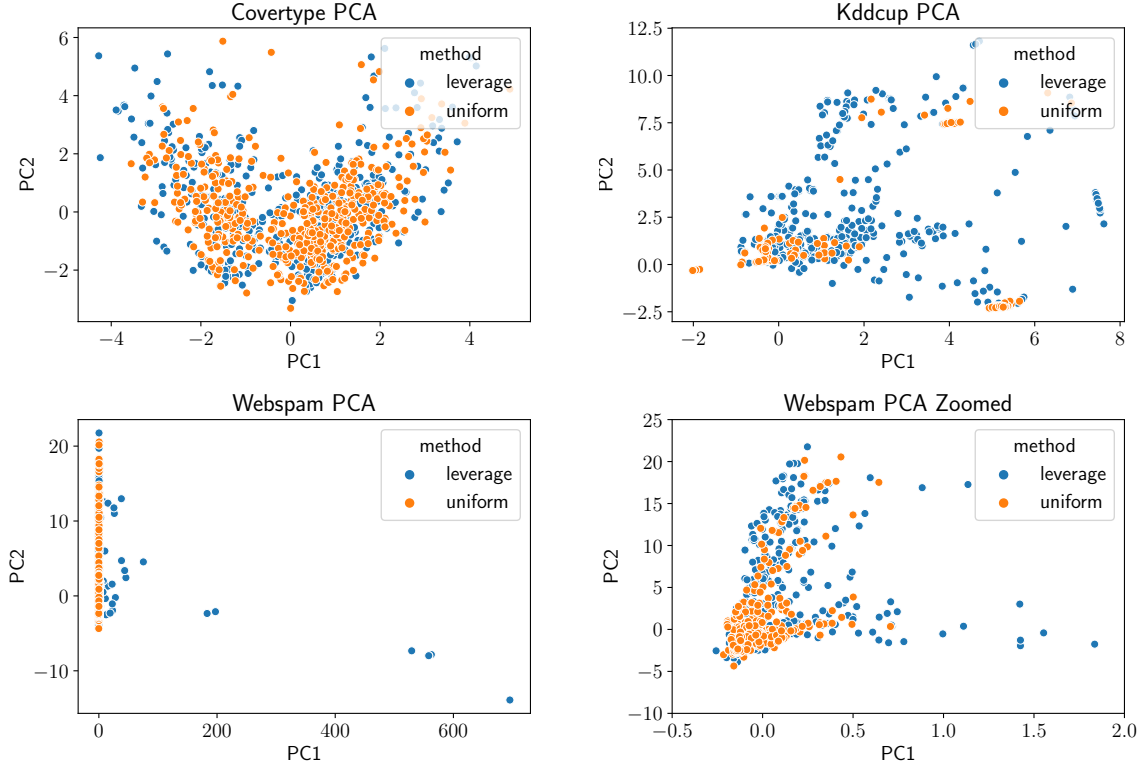 Covertype PCA
method
leverage
uniform
PC2
6
4
2
0
−2
−4
−2
0
2
4
PC1
Kddcup PCA
method
leverage
uniform
PC2
12.5
10.0
7.5
5.0
2.5
0.0
−2.5
−2
0
2
4
6
8
PC1
Webspam PCA
method
leverage
uniform
PC2
20
10
0
−10
0
200
400
600
PC1
Webspam PCA Zoomed
method
leverage
uniform
PC2
25
20
15
10
5
0
−5
−10
−0.5
0.0
0.5
1.0
1.5
2.0
PC1